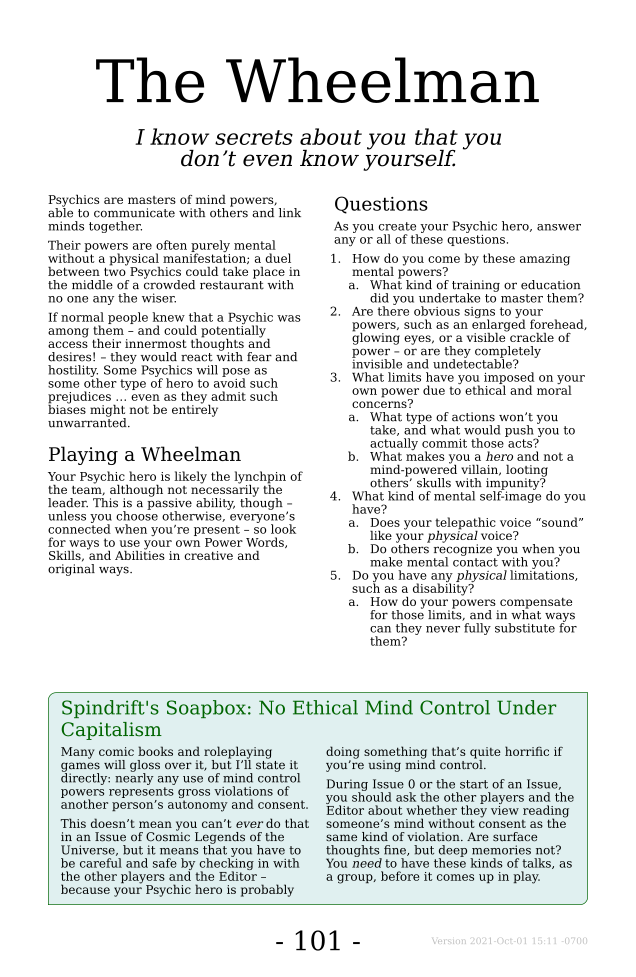 The Wheelman
I know secrets about you that you
don’t even know yourself.
Psychics are masters of mind powers,
able to communicate with others and link
minds together.
Their powers are often purely mental
without a physical manifestation; a duel
between two Psychics could take place in
the middle of a crowded restaurant with
no one any the wiser.
If normal people knew that a Psychic was
among them – and could potentially
access their innermost thoughts and
desires! – they would react with fear and
hostility. Some Psychics will pose as
some other type of hero to avoid such
prejudices … even as they admit such
biases might not be entirely
unwarranted.
Playing a Wheelman
Your Psychic hero is likely the lynchpin of
the team, although not necessarily the
leader. This is a passive ability, though –
unless you choose otherwise, everyone’s
connected when you’re present – so look
for ways to use your own Power Words,
Skills, and Abilities in creative and
original ways.
Questions
As you create your Psychic hero, answer
any or all of these questions.
1. How do you come by these amazing
mental powers?
a. What kind of training or education
did you undertake to master them?
2. Are there obvious signs to your
powers, such as an enlarged forehead,
glowing eyes, or a visible crackle of
power – or are they completely
invisible and undetectable?
3. What limits have you imposed on your
own power due to ethical and moral
concerns?
a. What type of actions won’t you
take, and what would push you to
actually commit those acts?
b. What makes you a hero and not a
mind-powered villain, looting
others’ skulls with impunity?
4. What kind of mental self-image do you
have?
a. Does your telepathic voice “sound”
like your physical voice?
b. Do others recognize you when you
make mental contact with you?
5. Do you have any physical limitations,
such as a disability?
a. How do your powers compensate
for those limits, and in what ways
can they never fully substitute for
them?
Spindrift's Soapbox: No Ethical Mind Control Under
Capitalism
Many comic books and roleplaying
games will gloss over it, but I’ll state it
directly: nearly any use of mind control
powers represents gross violations of
another person’s autonomy and consent.
This doesn’t mean you can’t ever do that
in an Issue of Cosmic Legends of the
Universe, but it means that you have to
be careful and safe by checking in with
the other players and the Editor –
because your Psychic hero is probably
doing something that’s quite horrific if
you’re using mind control.
During Issue 0 or the start of an Issue,
you should ask the other players and the
Editor about whether they view reading
someone’s mind without consent as the
same kind of violation. Are surface
thoughts fine, but deep memories not?
You need to have these kinds of talks, as
a group, before it comes up in play.
- 101 -
Version 2021-Oct-01 15:11 -0700